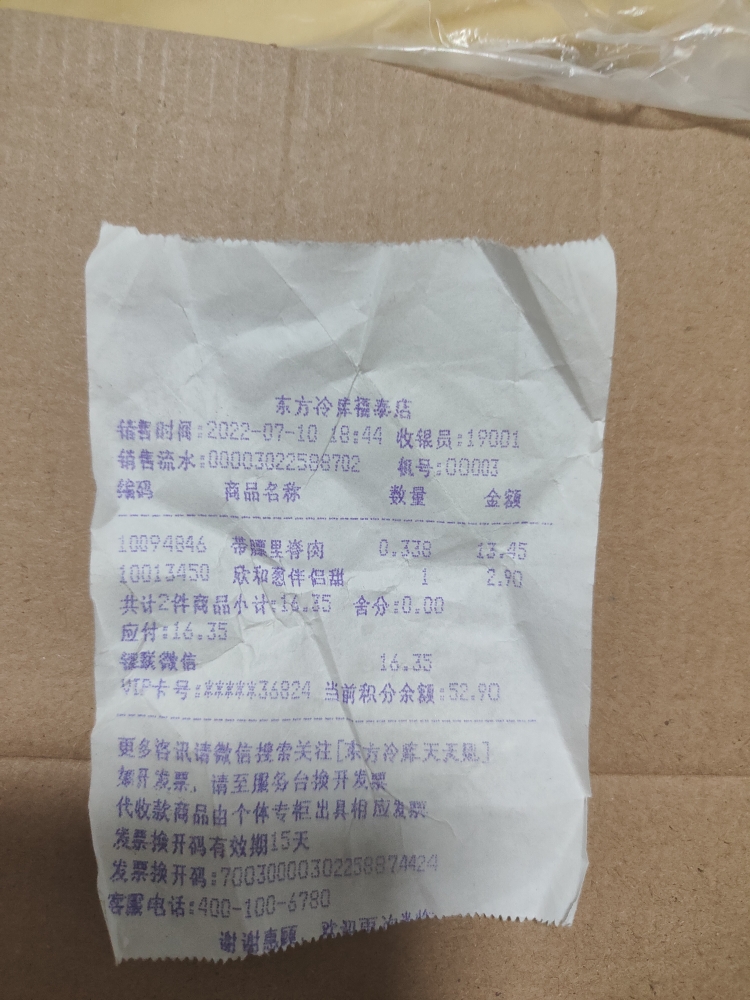 东方冷库福泰店
销售时间:2022-07-10 18:44 收银员:19001
销售流水:00003022588702 机号:00003
编码 商品名称 数量 金额
10094846 带膘里脊肉 0.338 13.45
10013450 欣和葱伴侣甜 1 2.90
共计2件商品小计:16.35 舍分:0.00
应付:16.35
银联微信 16.35
VIP卡号:*****36824 当前积分余额:52.90
更多咨讯请微信搜索关注[东方冷库天天见]
如开发票，请至服务台换开发票
代收款商品由个体专柜出具相应发票
发票换开码有效期15天
发票换开码:70030000302258874424
客服电话:400-100-6780
谢谢惠顾，欢迎再次光临